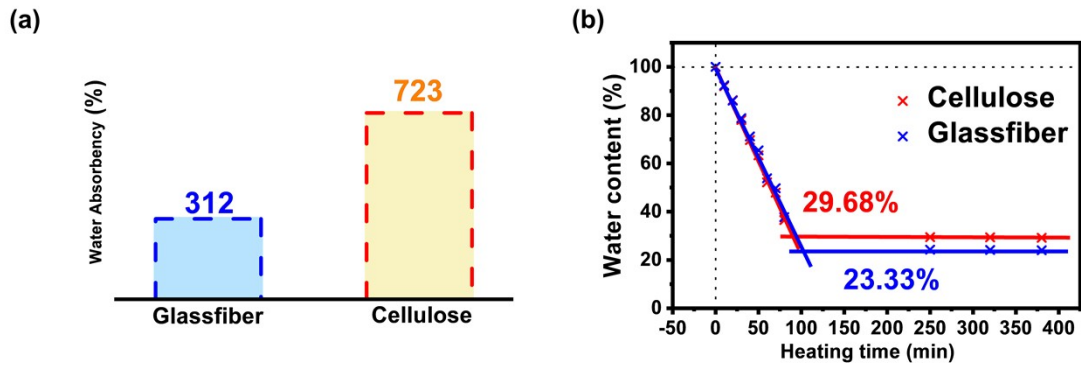 (a)
Water Absorbency (%)
312
723
Glassfiber
Cellulose
(b)
Water content (%)
100
80
60
40
20
0
Cellulose
Glassfiber
29.68%
23.33%
-50 0 50 100 150 200 250 300 350 400
Heating time (min)